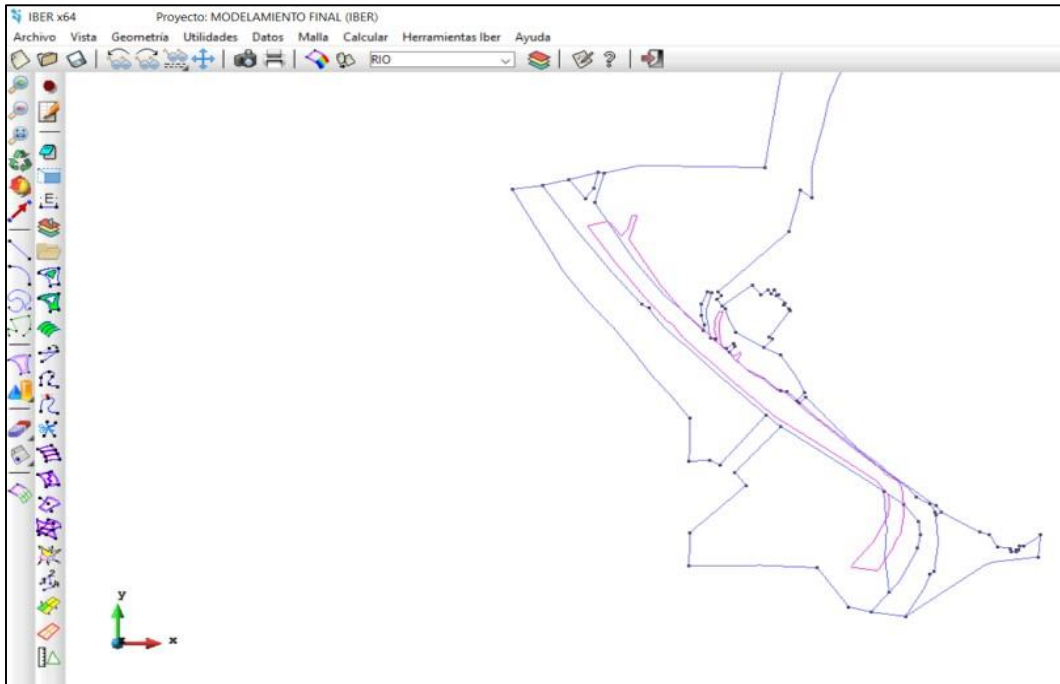 IBER x64 Proyecto: MODELAMIENTO FINAL (IBER)
Archivo Vista Geometría Utilidades Datos Malla Calcular Herramientas Iber Ayuda
RIO
E
y
x